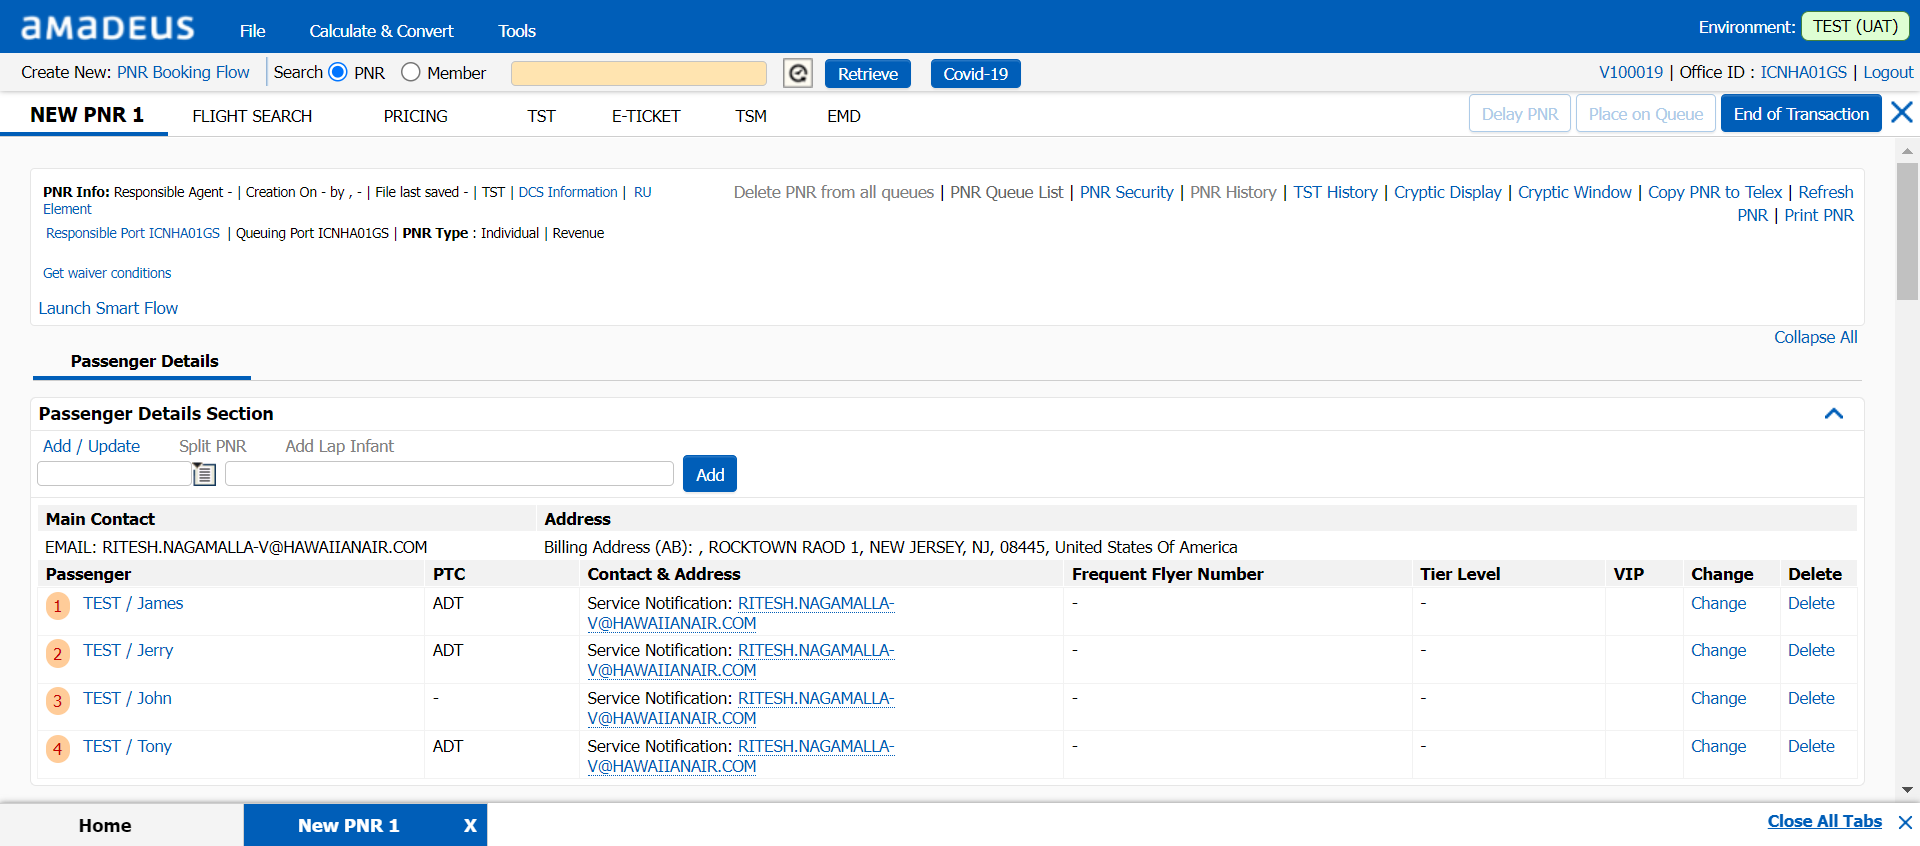 amadeus File Calculate & Convert Tools Environment: TEST (UAT)
Create New: PNR Booking Flow Search PNR Member Retrieve Covid-19 V100019 | Office ID : ICNHA01GS | Logout
NEW PNR 1 FLIGHT SEARCH PRICING TST E-TICKET TSM EMD Delay PNR Place on Queue End of Transaction
PNR Info: Responsible Agent - | Creation On - by , - | File last saved - | TST | DCS Information | RU
Element
Responsible Port ICNHA01GS | Queuing Port ICNHA01GS | PNR Type : Individual | Revenue
Delete PNR from all queues | PNR Queue List | PNR Security | PNR History | TST History | Cryptic Display | Cryptic Window | Copy PNR to Telex | Refresh
PNR | Print PNR
Get waiver conditions
Launch Smart Flow
Collapse All
Passenger Details
Passenger Details Section
Add / Update Split PNR Add Lap Infant
Add
Main Contact Address
EMAIL: RITESH.NAGAMALLA-V@HAWAIIANAIR.COM Billing Address (AB): , ROCKTOWN RAOD 1, NEW JERSEY, NJ, 08445, United States Of America
Passenger PTC Contact & Address Frequent Flyer Number Tier Level VIP Change Delete
1 TEST / James ADT Service Notification: RITESH.NAGAMALLA- - - Change Delete
V@HAWAIIANAIR.COM
2 TEST / Jerry ADT Service Notification: RITESH.NAGAMALLA- - - Change Delete
V@HAWAIIANAIR.COM
3 TEST / John - Service Notification: RITESH.NAGAMALLA- - - Change Delete
V@HAWAIIANAIR.COM
4 TEST / Tony ADT Service Notification: RITESH.NAGAMALLA- - - Change Delete
V@HAWAIIANAIR.COM
Home New PNR 1 X Close All Tabs